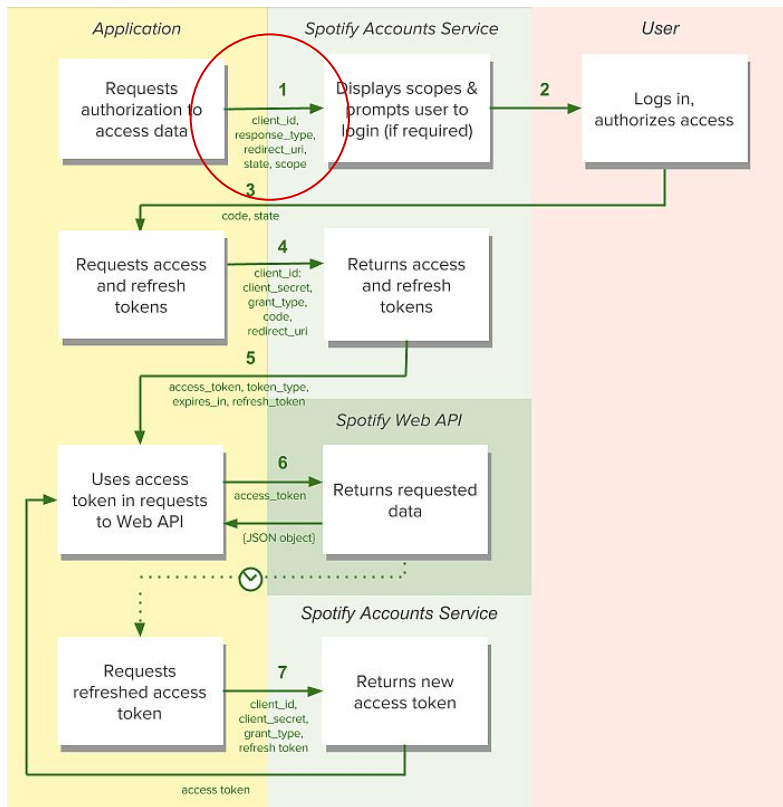 Application
Spotify Accounts Service
User
Requests
authorization to
access data
1
client_id,
response_type,
redirect_uri,
state, scope
Displays scopes &
prompts user to
login (if required)
2
Logs in,
authorizes access
3
code, state
Requests access
and refresh
tokens
4
client_id:
client_secret,
grant_type,
code,
redirect_uri
Returns access
and refresh
tokens
5
access_token, token_type,
expires_in, refresh_token
Spotify Web API
Uses access
token in requests
to Web API
6
access_token
{JSON object}
Returns requested
data
Spotify Accounts Service
Requests
refreshed access
token
7
client_id,
client_secret,
grant_type,
refresh token
Returns new
access token
access token